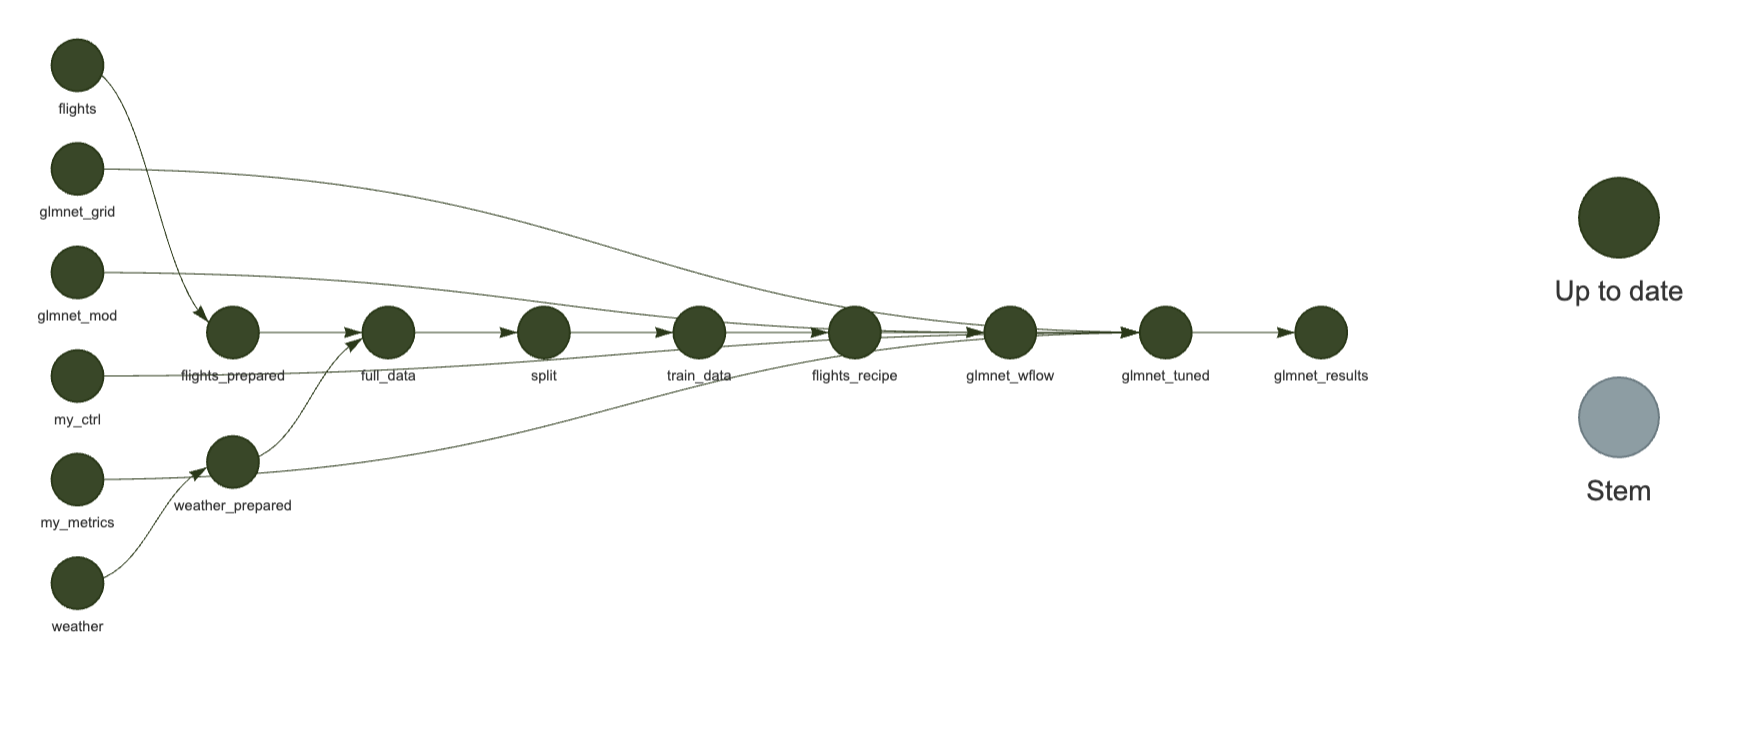 flights
glmnet_grid
glmnet_mod
my_ctrl
my_metrics
weather
flights_prepared
weather_prepared
full_data
split
train_data
flights_recipe
glmnet_wflow
glmnet_tuned
glmnet_results
Up to date
Stem